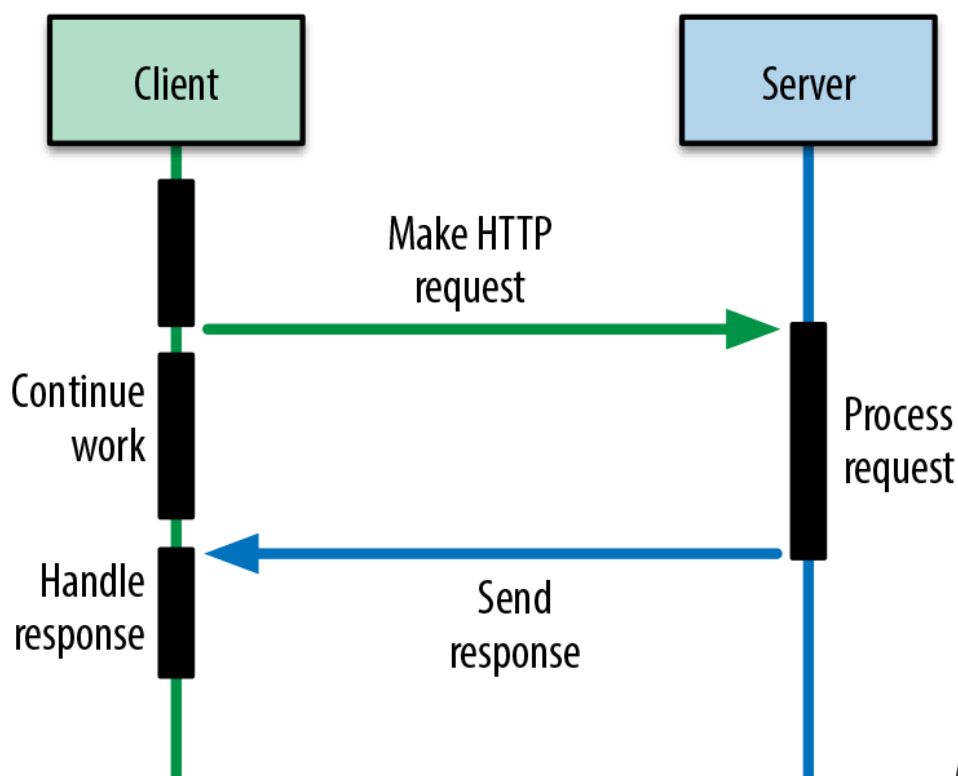 Client
Server
Make HTTP
request
Continue
work
Process
request
Handle
response
Send
response